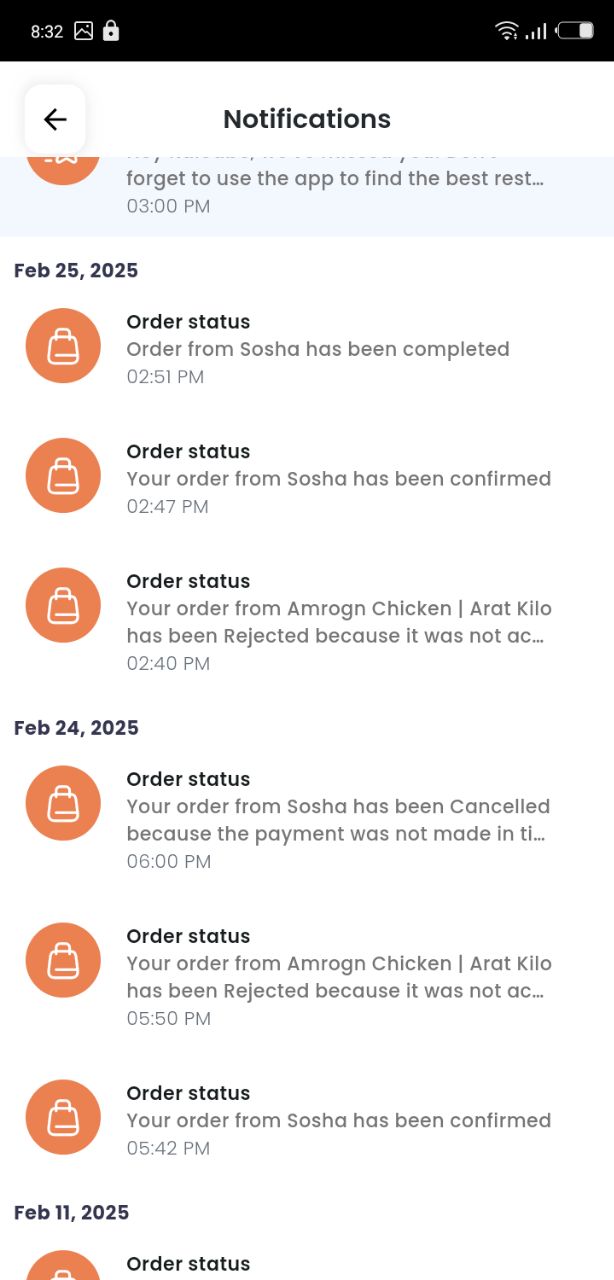 8:32
Notifications
forget to use the app to find the best rest...
03:00 PM
Feb 25, 2025
Order status
Order from Sosha has been completed
02:51 PM
Order status
Your order from Sosha has been confirmed
02:47 PM
Order status
Your order from Amrogn Chicken | Arat Kilo
has been Rejected because it was not ac...
02:40 PM
Feb 24, 2025
Order status
Your order from Sosha has been Cancelled
because the payment was not made in ti...
06:00 PM
Order status
Your order from Amrogn Chicken | Arat Kilo
has been Rejected because it was not ac...
05:50 PM
Order status
Your order from Sosha has been confirmed
05:42 PM
Feb 11, 2025
Order status